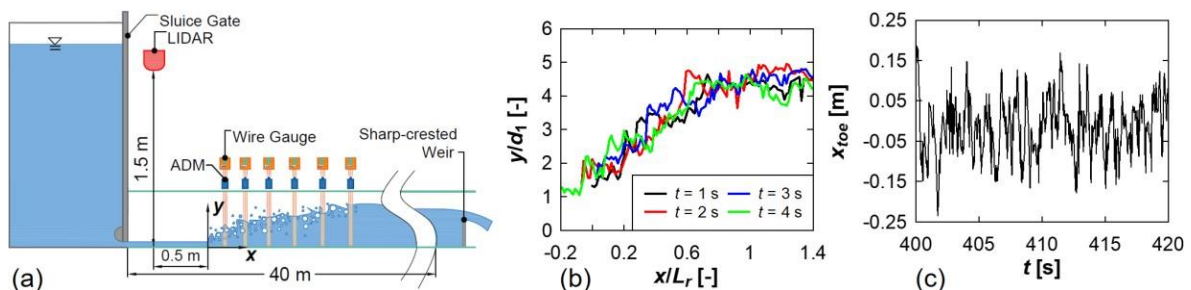 Sluice Gate
LIDAR
1.5 m
Wire Gauge
ADM
Sharp-crested
Weir
y
x
0.5 m
40 m
(a)
y/d1 [-]
6
5
4
3
2
1
0
t = 1 s
t = 3 s
t = 2 s
t = 4 s
-0.2 0.2 0.6 1 1.4
x/Lr [-]
(b)
xtoe [m]
0.25
0.15
0.05
-0.05
-0.15
-0.25
400 405 410 415 420
t [s]
(c)